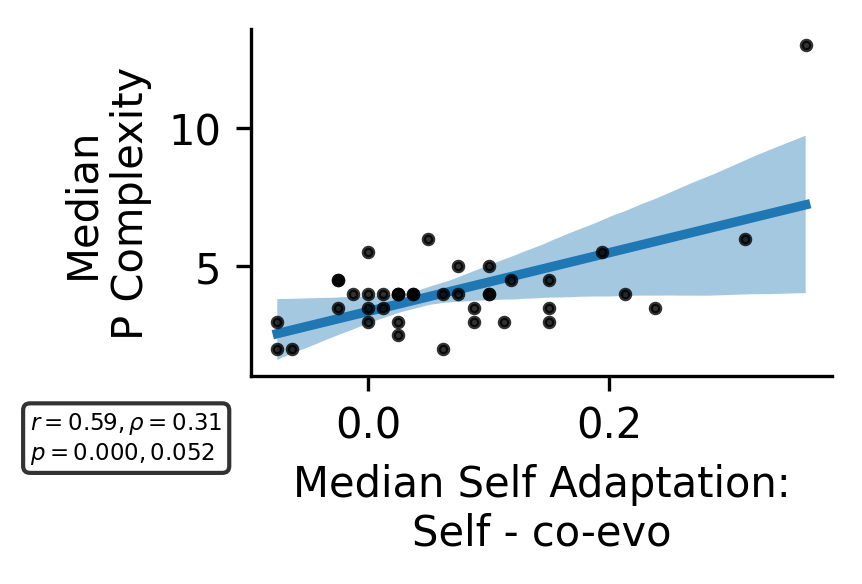 Median
P Complexity
10
5
0.0
0.2
Median Self Adaptation:
Self - co-evo
r = 0.59, ρ = 0.31
p = 0.000, 0.052